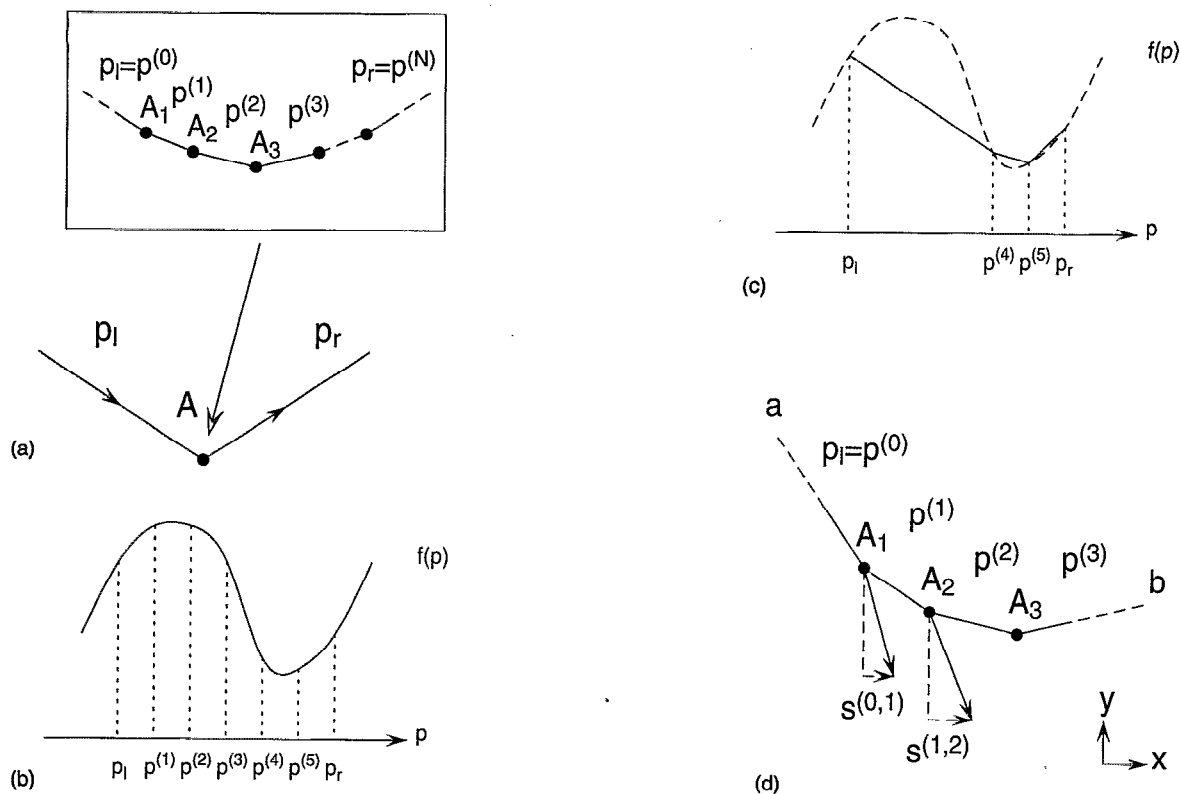 p_l=p^(0)
p_r=p^(N)
A_1 p^(1)
A_2 p^(2)
A_3 p^(3)
p_l
p_r
A
(a)
f(p)
p
p_l p^(1) p^(2) p^(3) p^(4) p^(5) p_r
(b)
f(p)
p
p_l p^(4) p^(5) p_r
(c)
a
p_l=p^(0)
p^(1)
A_1
p^(2)
A_2
p^(3)
A_3
b
s^(0,1)
s^(1,2)
y
x
(d)